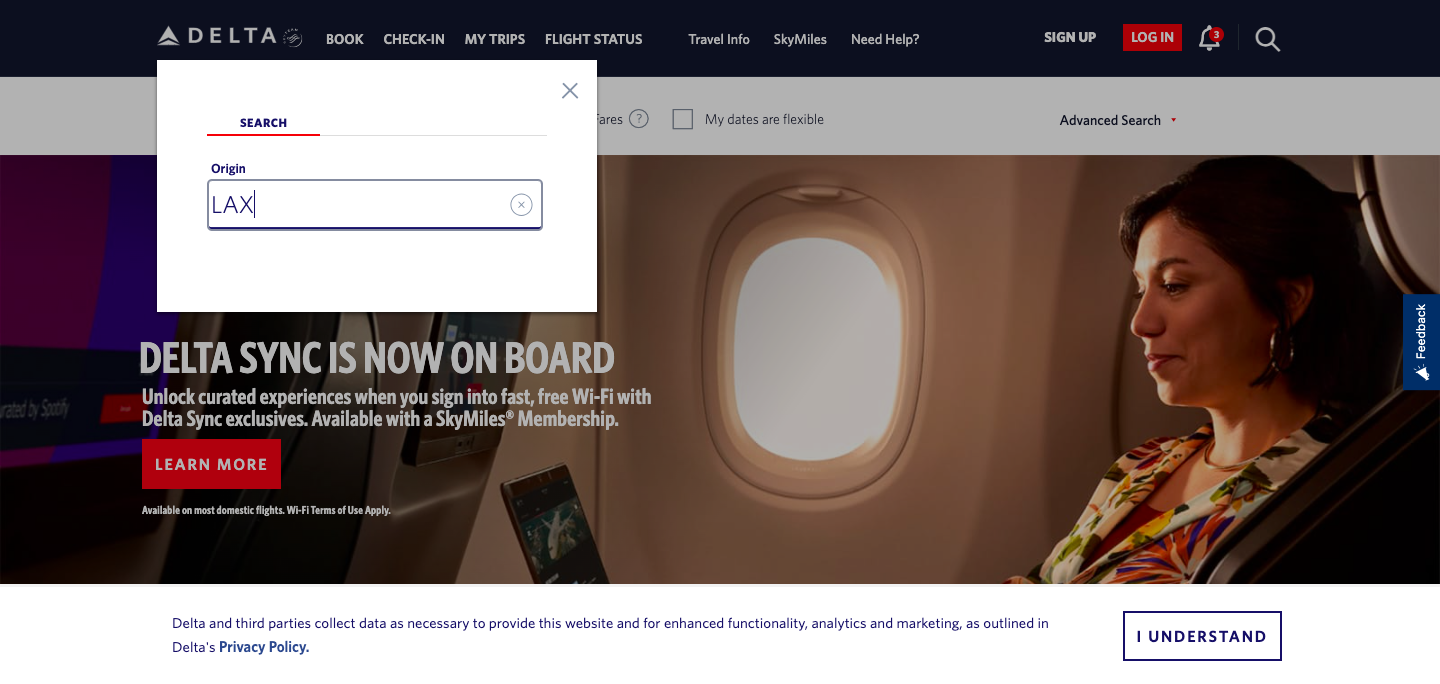 DELTA
BOOK CHECK-IN MY TRIPS FLIGHT STATUS Travel Info SkyMiles Need Help? SIGN UP LOG IN 3
SEARCH
Fares ? My dates are flexible Advanced Search
Origin
LAX
Feedback
DELTA SYNC IS NOW ON BOARD
Unlock curated experiences when you sign into fast, free Wi-Fi with
Delta Sync exclusives. Available with a SkyMiles® Membership.
urated by Spotify
LEARN MORE
Available on most domestic flights. Wi-Fi Terms of Use Apply.
Delta and third parties collect data as necessary to provide this website and for enhanced functionality, analytics and marketing, as outlined in
Delta's Privacy Policy.
I UNDERSTAND